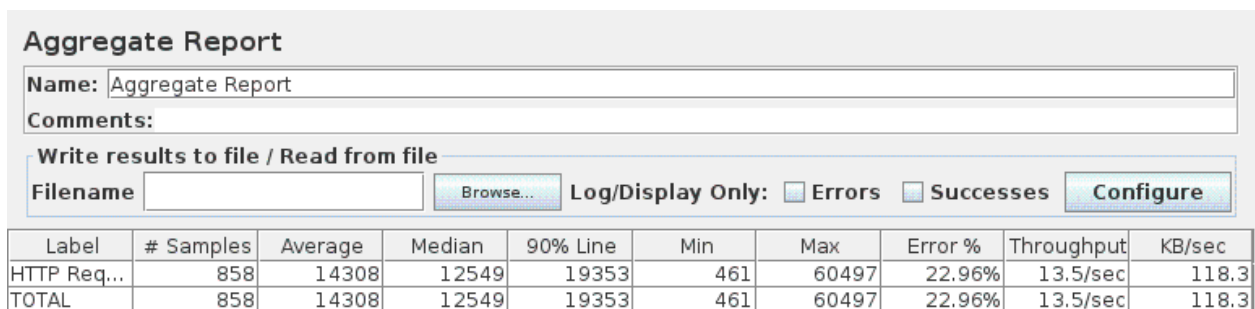 Aggregate Report
Name: Aggregate Report
Comments:
Write results to file / Read from file
Filename Browse... Log/Display Only: Errors Successes Configure
Label # Samples Average Median 90% Line Min Max Error % Throughput KB/sec
HTTP Req... 858 14308 12549 19353 461 60497 22.96% 13.5/sec 118.3
TOTAL 858 14308 12549 19353 461 60497 22.96% 13.5/sec 118.3